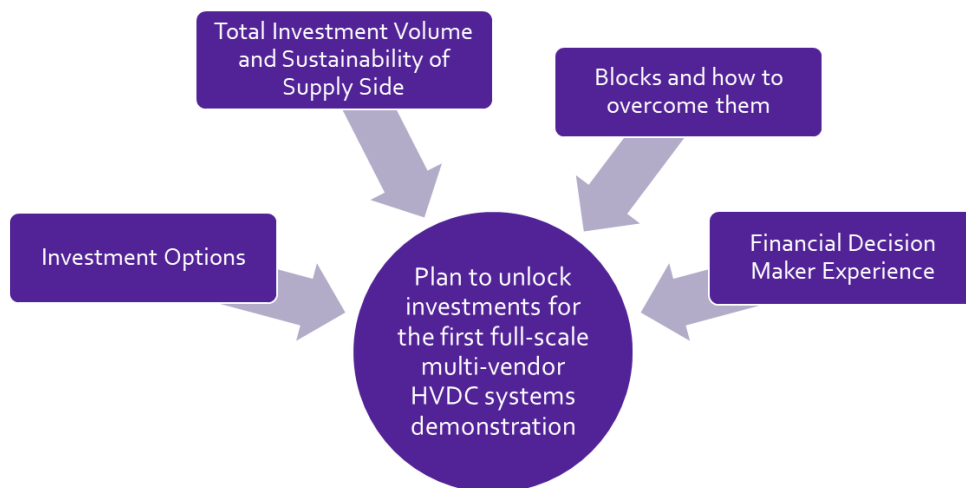 Total Investment Volume
and Sustainability of
Supply Side
Blocks and how to
overcome them
Investment Options
Financial Decision
Maker Experience
Plan to unlock
investments for
the first full-scale
multi-vendor
HVDC systems
demonstration